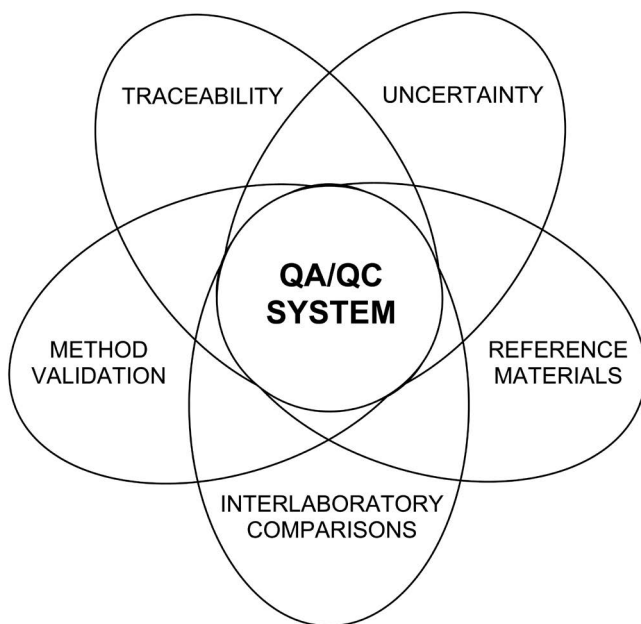 TRACEABILITY
UNCERTAINTY
QA/QC
SYSTEM
METHOD
VALIDATION
REFERENCE
MATERIALS
INTERLABORATORY
COMPARISONS